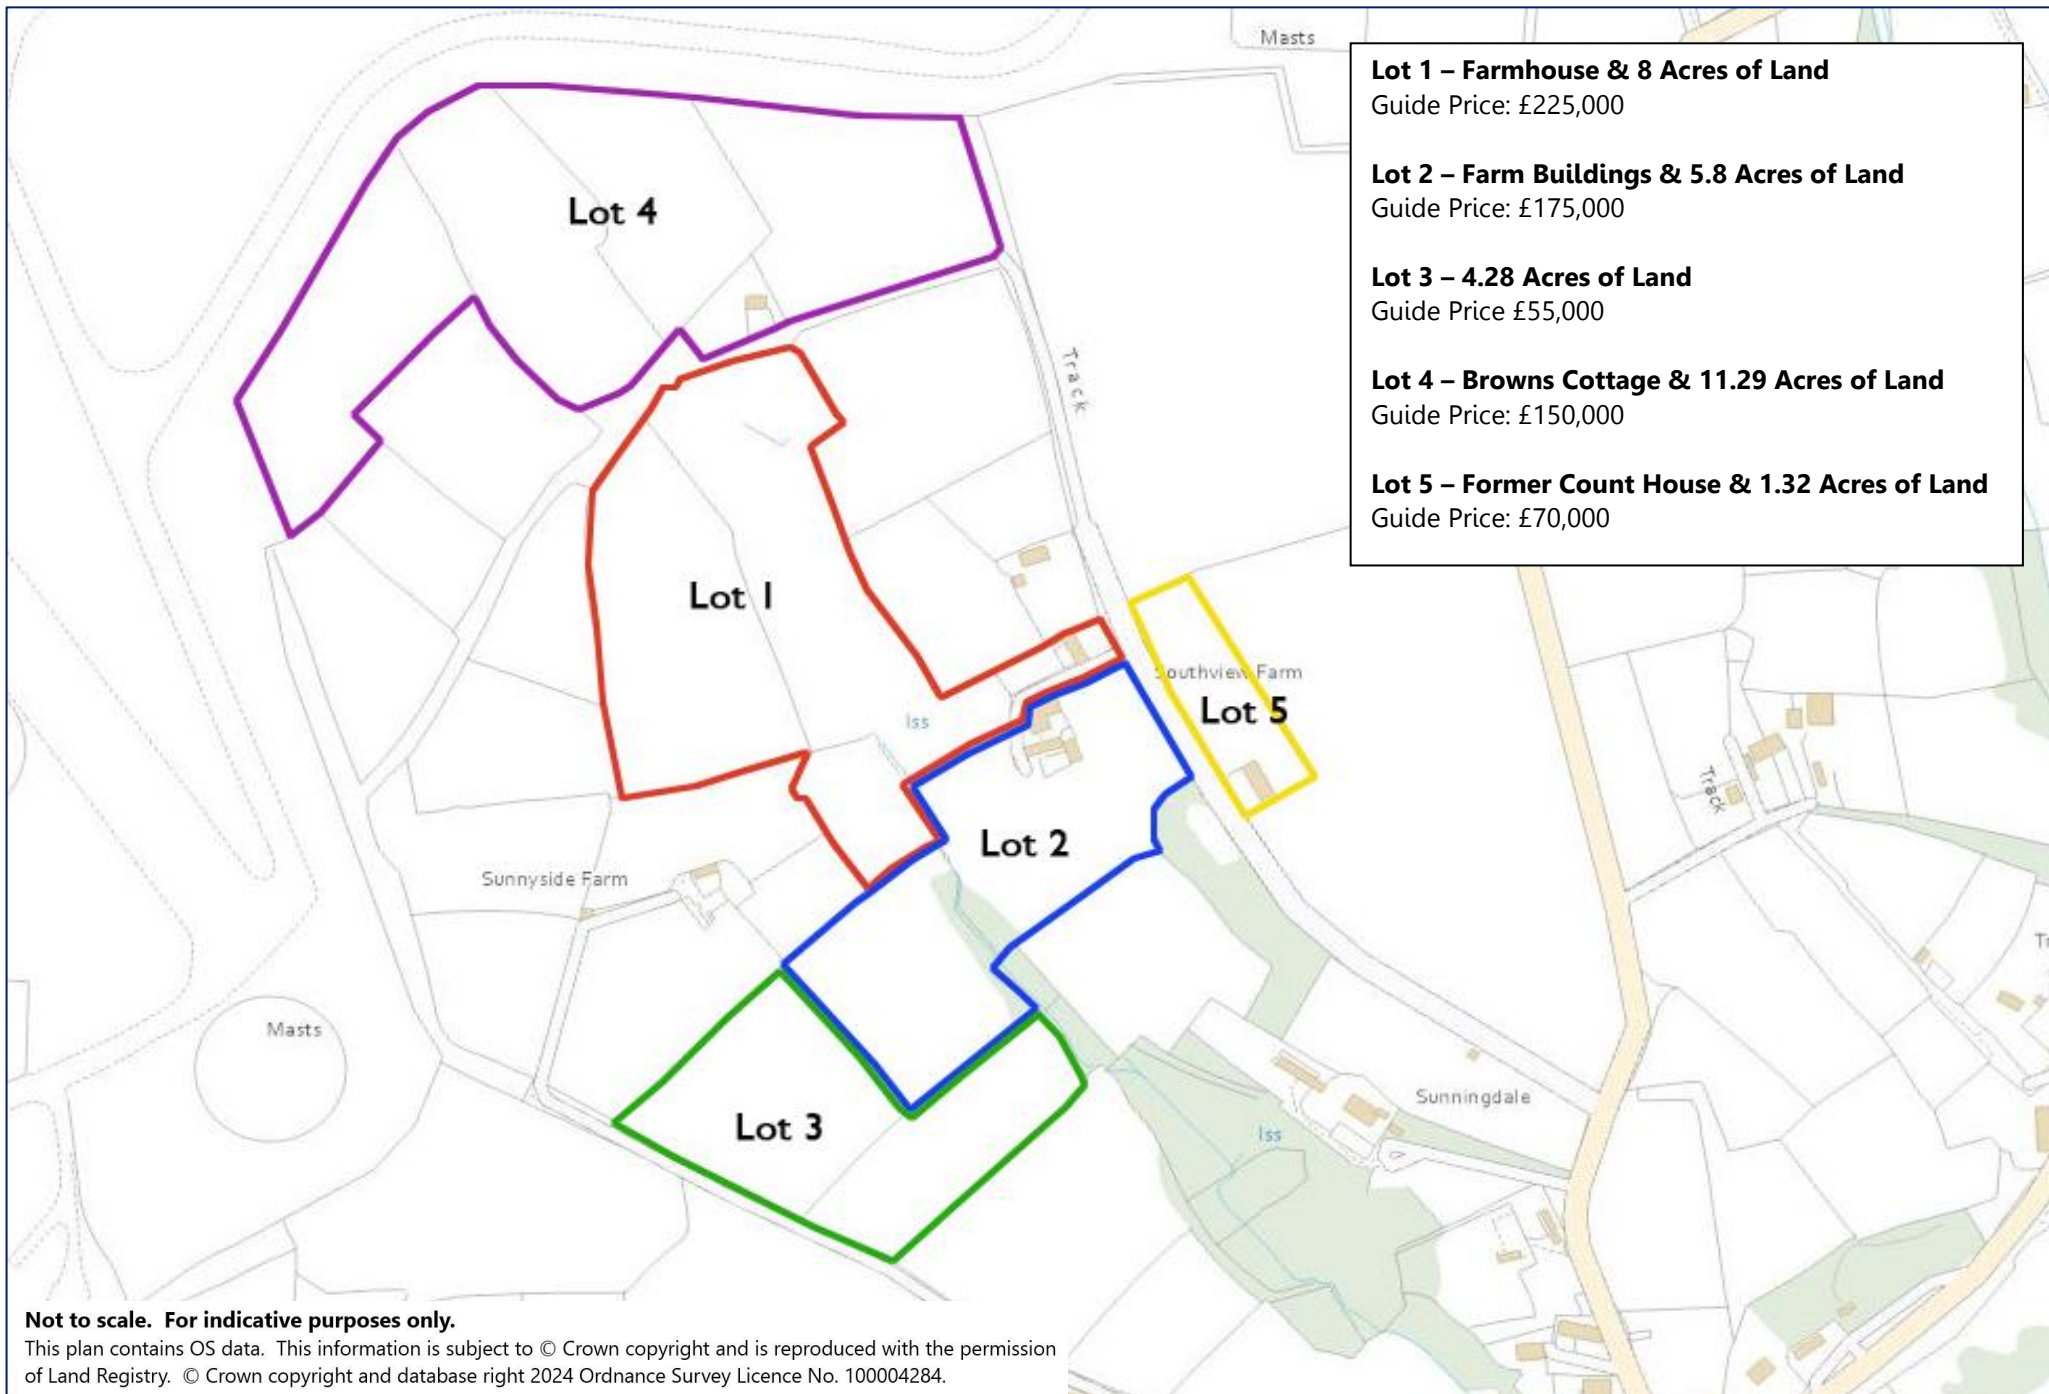 Masts
Lot 1 – Farmhouse & 8 Acres of Land
Guide Price: £225,000
Lot 2 – Farm Buildings & 5.8 Acres of Land
Guide Price: £175,000
Lot 3 – 4.28 Acres of Land
Guide Price £55,000
Lot 4 – Browns Cottage & 11.29 Acres of Land
Guide Price: £150,000
Lot 5 – Former Count House & 1.32 Acres of Land
Guide Price: £70,000
Lot 4
Track
Lot 1
Southview Farm
Lot 5
Iss
Track
Lot 2
Sunnyside Farm
Masts
Sunningdale
Lot 3
Iss
Not to scale. For indicative purposes only.
This plan contains OS data. This information is subject to © Crown copyright and is reproduced with the permission
of Land Registry. © Crown copyright and database right 2024 Ordnance Survey Licence No. 100004284.